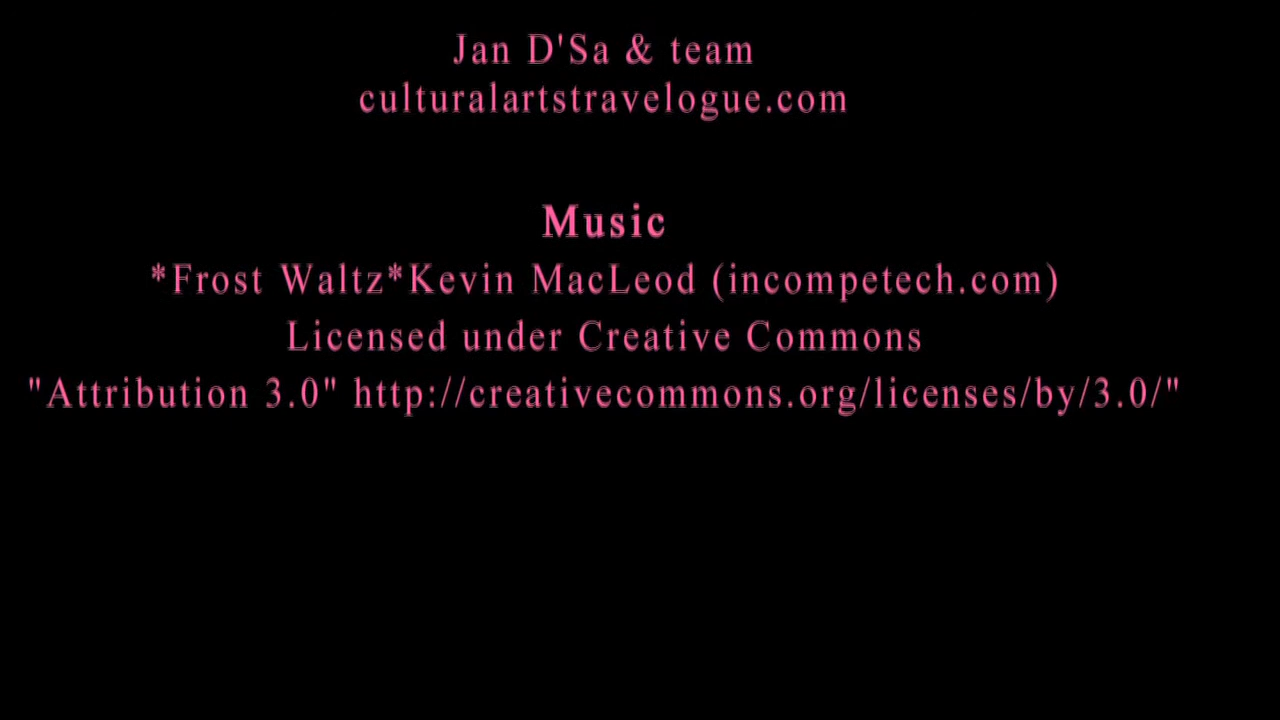 Jan D'Sa & team
culturalartstravelogue.com
Music
*Frost Waltz*Kevin MacLeod (incompetech.com)
Licensed under Creative Commons
"Attribution 3.0" http://creativecommons.org/licenses/by/3.0/"